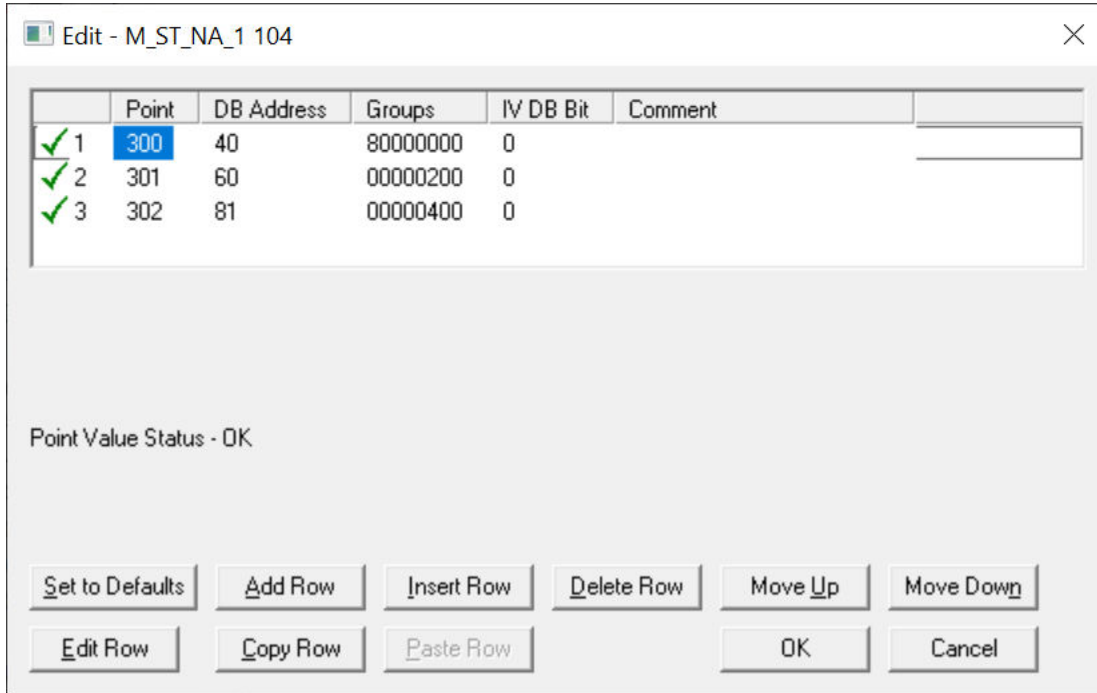 Edit - M_ST_NA_1 104
Point DB Address Groups IV DB Bit Comment
1 300 40 80000000 0
2 301 60 00000200 0
3 302 81 00000400 0
Point Value Status - OK
Set to Defaults Add Row Insert Row Delete Row Move Up Move Down
Edit Row Copy Row Paste Row OK Cancel